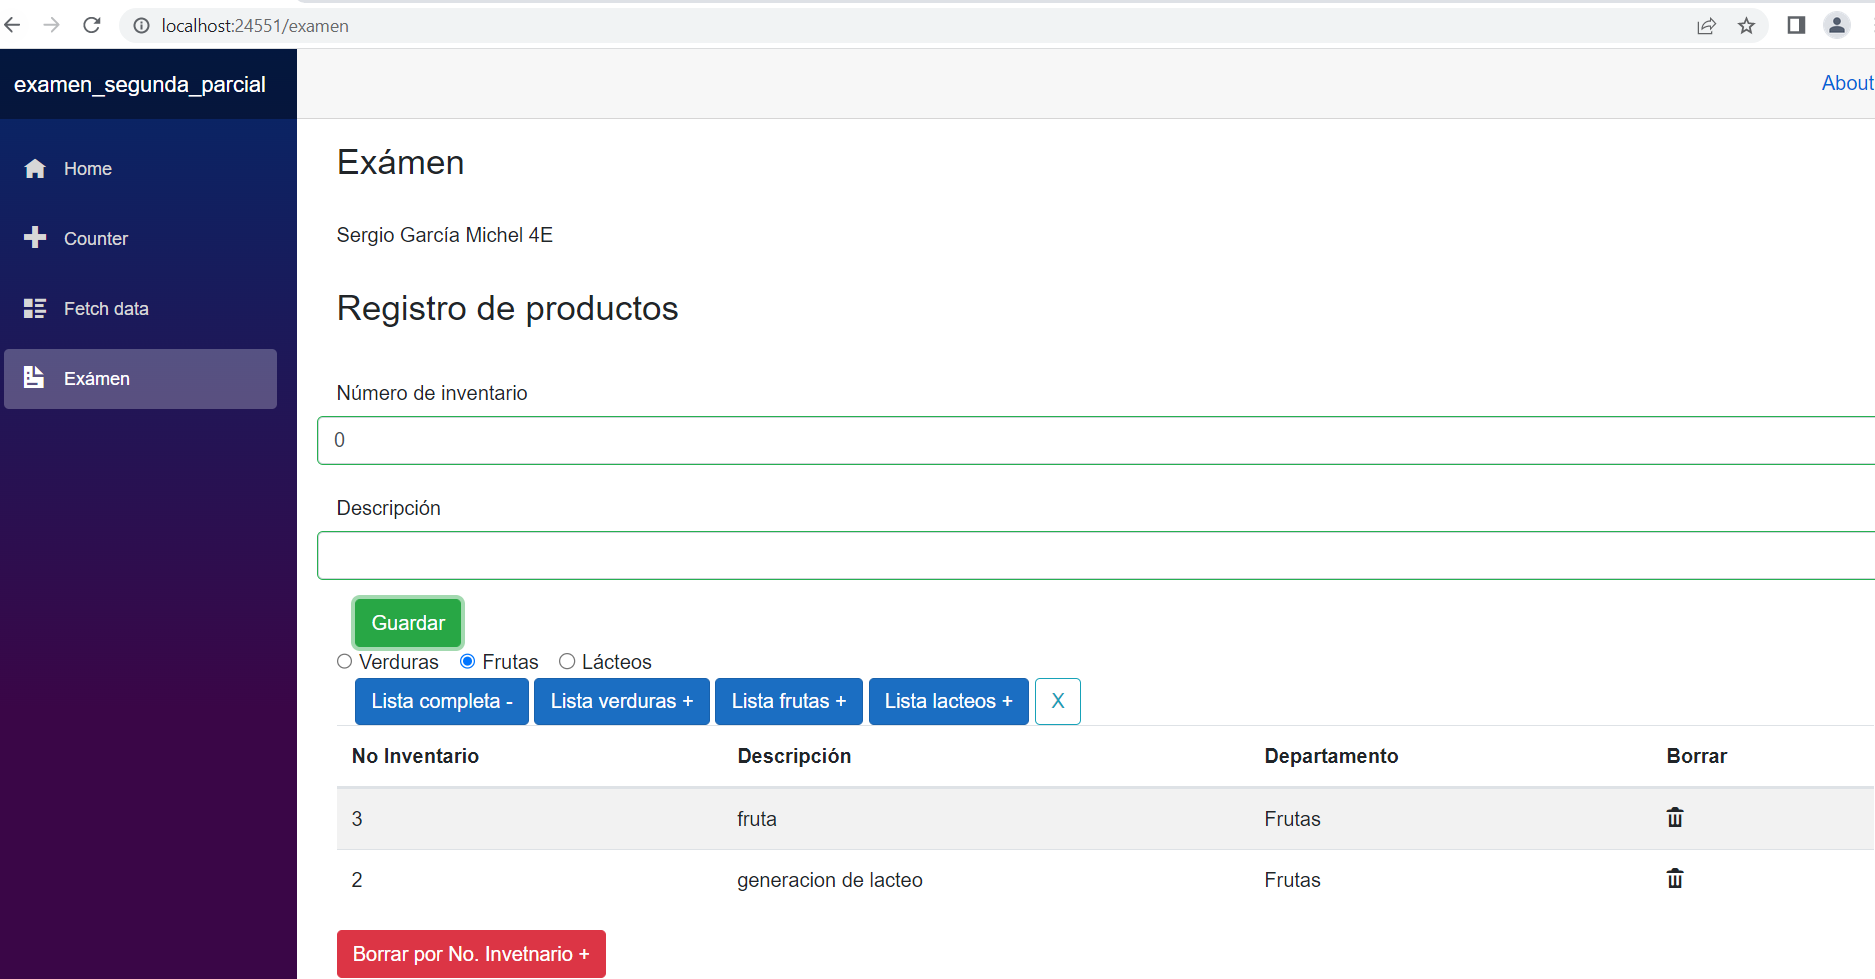 localhost:24551/examen
examen_segunda_parcial
About
Home
Counter
Fetch data
Exámen
Exámen
Sergio García Michel 4E
Registro de productos
Número de inventario
0
Descripción
Guardar
Verduras Frutas Lácteos
Lista completa - Lista verduras + Lista frutas + Lista lacteos + X
No Inventario Descripción Departamento Borrar
3 fruta Frutas
2 generacion de lacteo Frutas
Borrar por No. Invetnario +